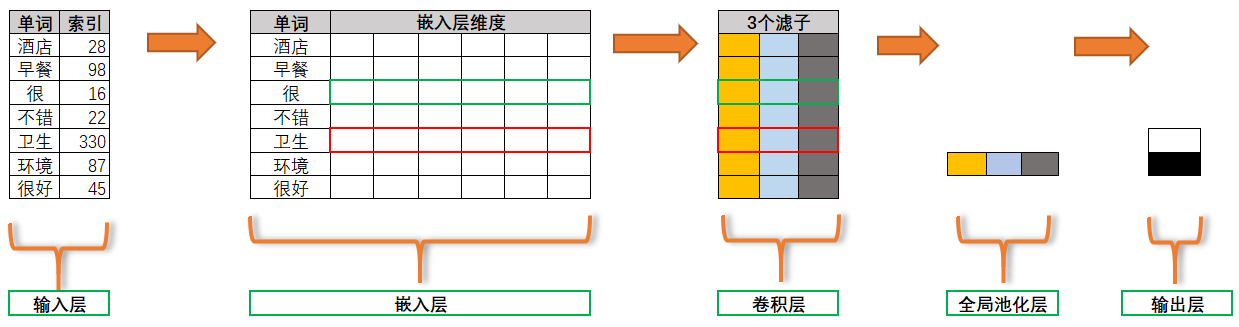 单词 索引
酒店 28
早餐 98
很 16
不错 22
卫生 330
环境 87
很好 45
单词 嵌入层维度
酒店
早餐
很
不错
卫生
环境
很好
3个滤子
输入层
嵌入层
卷积层
全局池化层
输出层